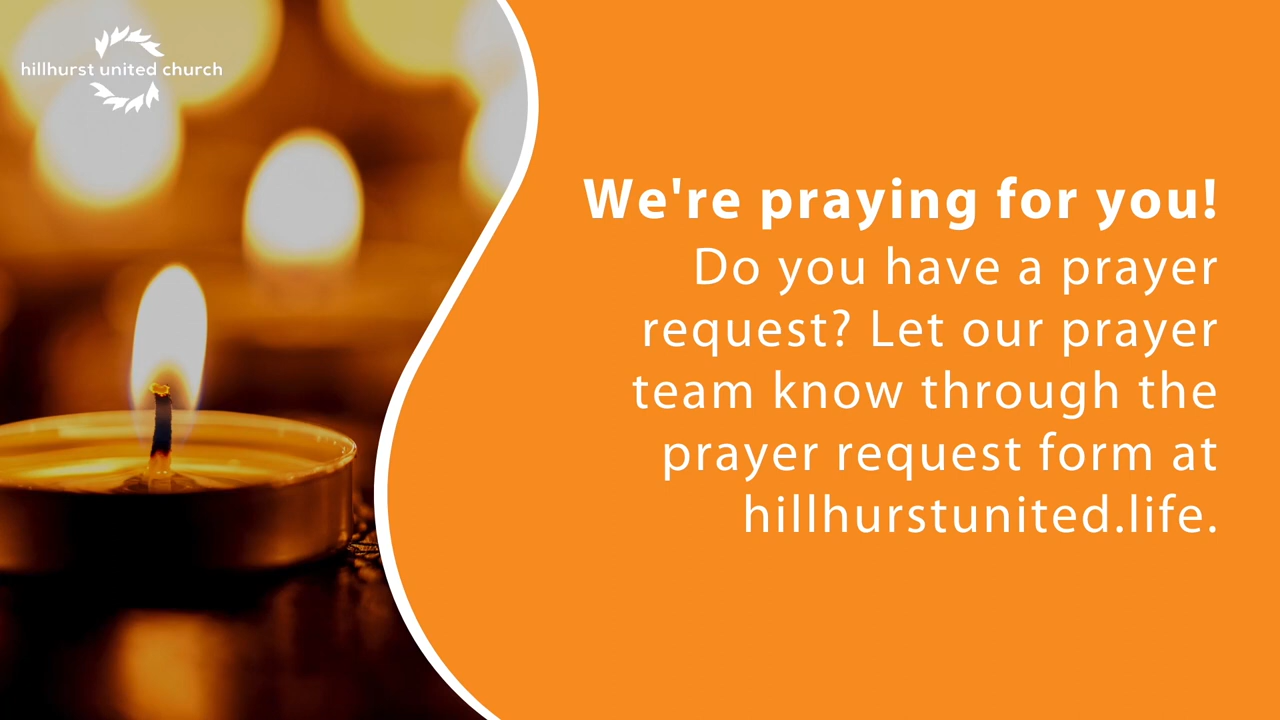 hillhurst united church
We're praying for you!
Do you have a prayer
request? Let our prayer
team know through the
prayer request form at
hillhurstunited.life.